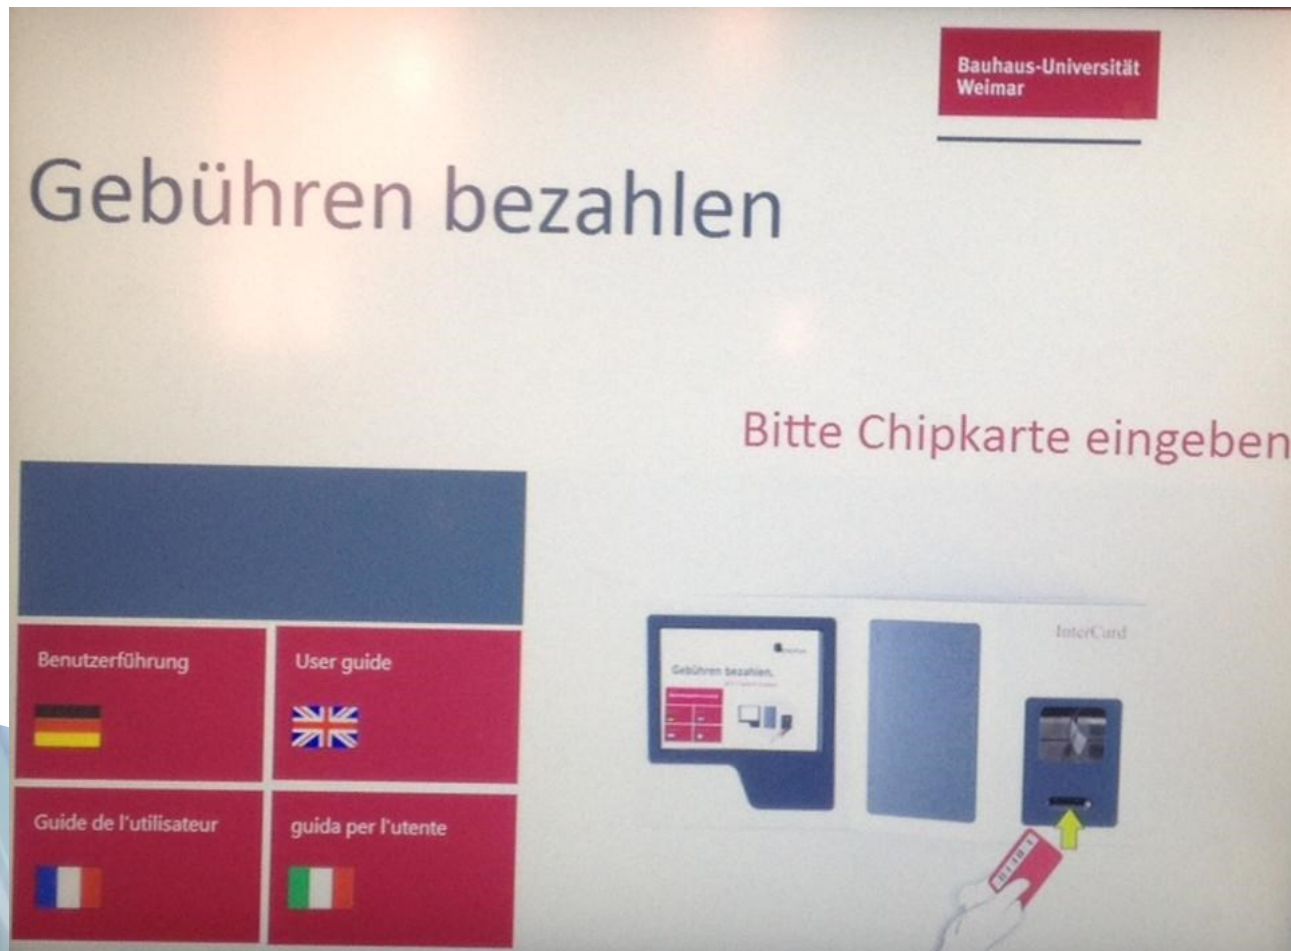 Bauhaus-Universität
Weimar
Gebühren bezahlen
Bitte Chipkarte eingeben
Benutzerführung
User guide
Guide de l'utilisateur
guida per l'utente
InterCard
Gebühren bezahlen.